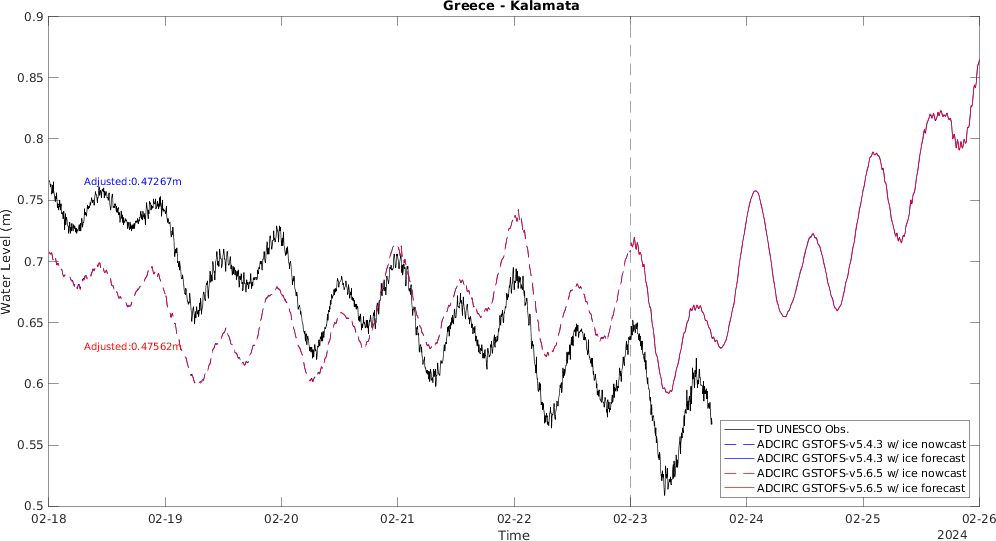 Greece - Kalamata
0.9
0.85
0.8
0.75
0.7
0.65
0.6
0.55
0.5
Water Level (m)
Adjusted:0.47267m
Adjusted:0.47562m
TD UNESCO Obs.
ADCIRC GSTOFS-v5.4.3 w/ ice nowcast
ADCIRC GSTOFS-v5.4.3 w/ ice forecast
ADCIRC GSTOFS-v5.6.5 w/ ice nowcast
ADCIRC GSTOFS-v5.6.5 w/ ice forecast
02-18 02-19 02-20 02-21 02-22 02-23 02-24 02-25 02-26
Time
2024